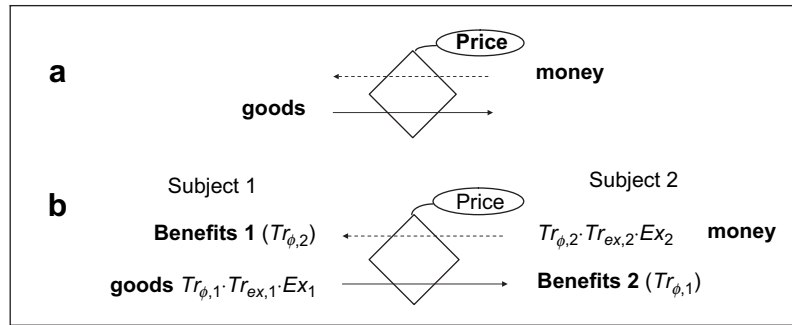 a
Price
money
goods
b
Subject 1
Subject 2
Price
Benefits 1 (Trϕ,2)
Trϕ,2·Trex,2·Ex2 money
goods Trϕ,1·Trex,1·Ex1
Benefits 2 (Trϕ,1)